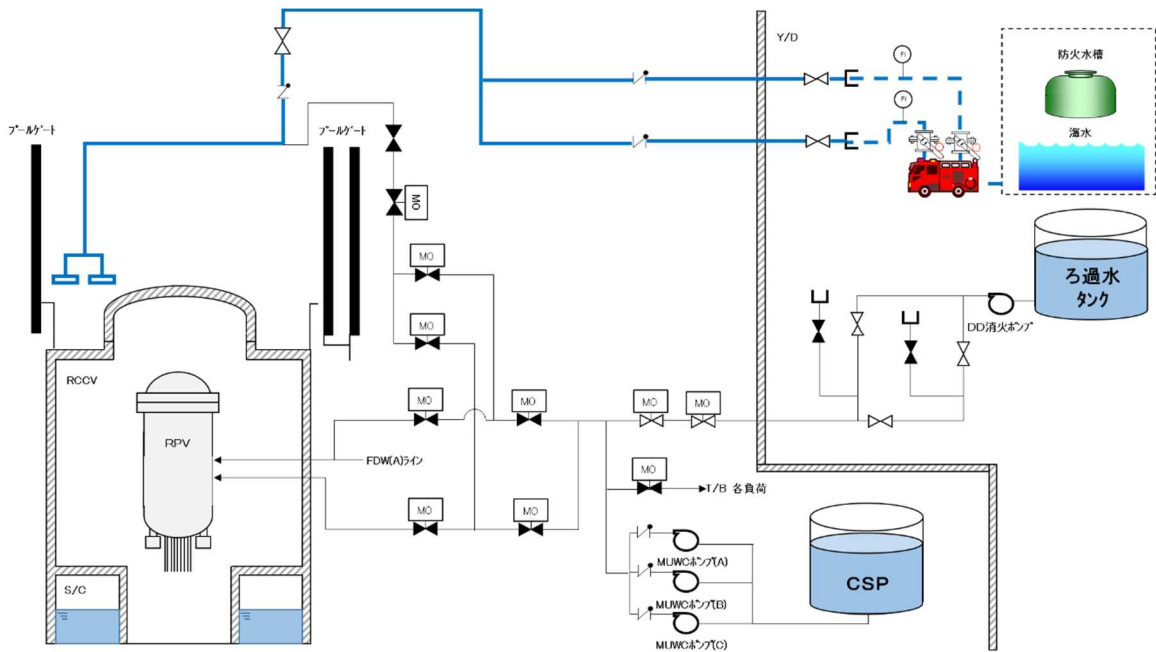 Y/D
防火水槽
海水
FI
FI
プールゲート
プールゲート
MO
MO
MO
ろ過水
タンク
DD消火ポンプ
RCCV
RPV
MO
MO
MO
MO
FDW(A)ライン
MO
T/B 各負荷
MO
MO
MUWCポンプ(A)
MUWCポンプ(B)
MUWCポンプ(C)
CSP
S/C